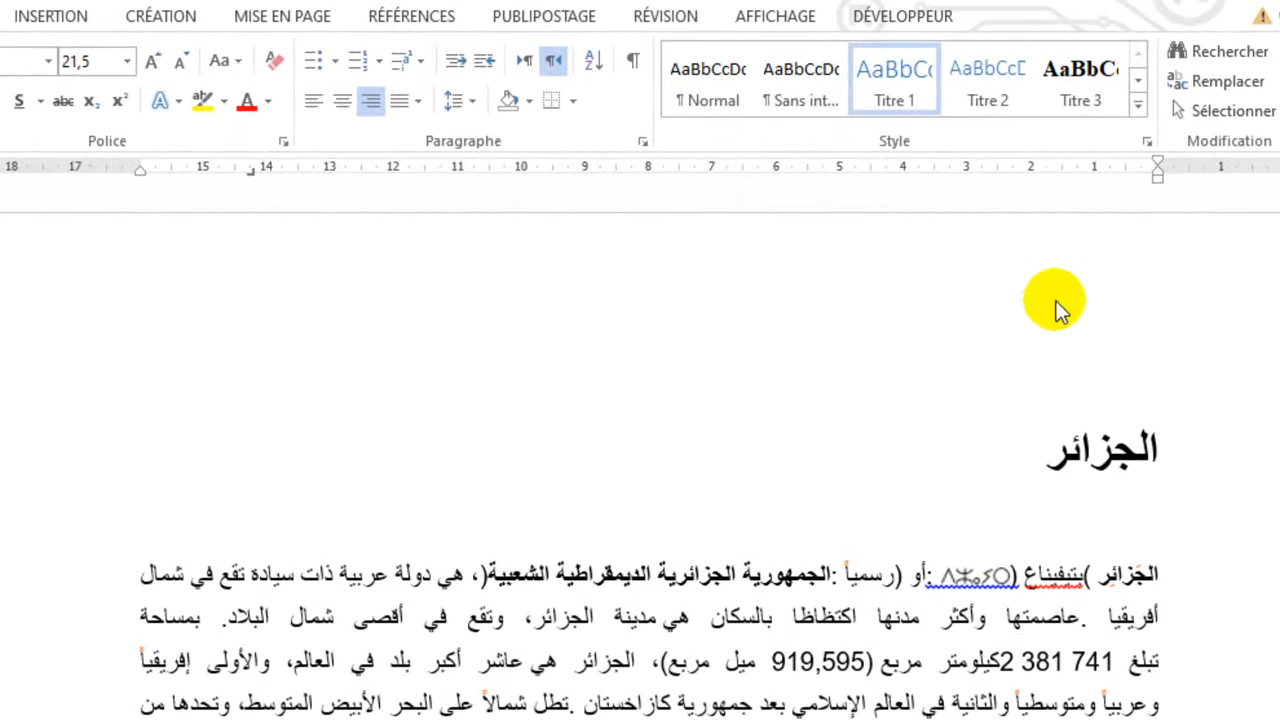 INSERTION CRÉATION MISE EN PAGE RÉFÉRENCES PUBLIPOSTAGE RÉVISION AFFICHAGE DÉVELOPPEUR
21,5 Aa
AaBbCcDc AaBbCcDc AaBbC AaBbCcD AaBbC
Rechercher
Remplacer
Sélectionner
¶ Normal ¶ Sans int... Titre 1 Titre 2 Titre 3
Police Paragraphe Style Modification
18 17 15 14 13 12 11 10 9 8 7 6 5 4 3 2 1 1
الجزائر
الجَزائِر )بتيفيناغ :( أو (رسمياً :الجمهورية الجزائرية الديمقراطية الشعبية(، هي دولة عربية ذات سيادة تقع في شمال
أفريقيا .عاصمتها وأكثر مدنها اكتظاظا بالسكان هي مدينة الجزائر، وتقع في أقصى شمال البلاد. بمساحة
تبلغ 2 381 741كيلومتر مربع (919,595 ميل مربع)، الجزائر هي عاشر أكبر بلد في العالم، والأولى إفريقياً
وعربياً ومتوسطياً والثانية في العالم الإسلامي بعد جمهورية كازاخستان .تطل شمالاً على البحر الأبيض المتوسط، وتحدها من